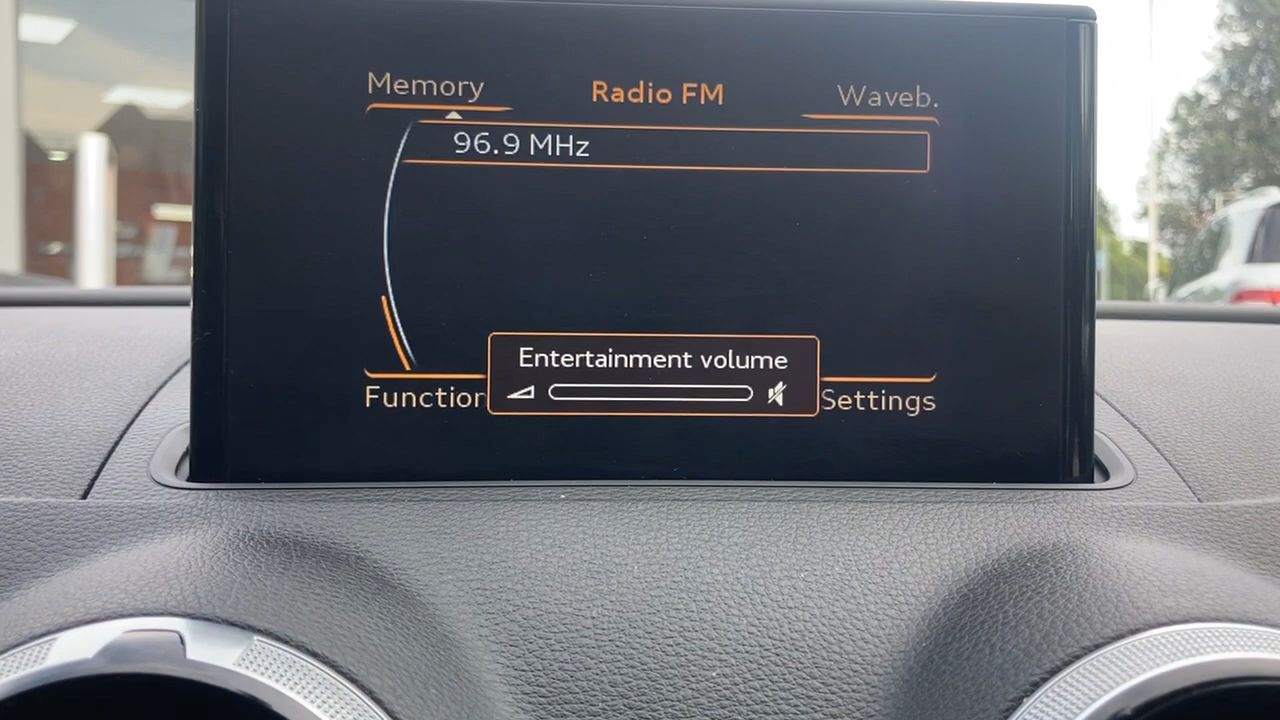 Memory
Radio FM
Waveb.
96.9 MHz
Entertainment volume
Function
Settings